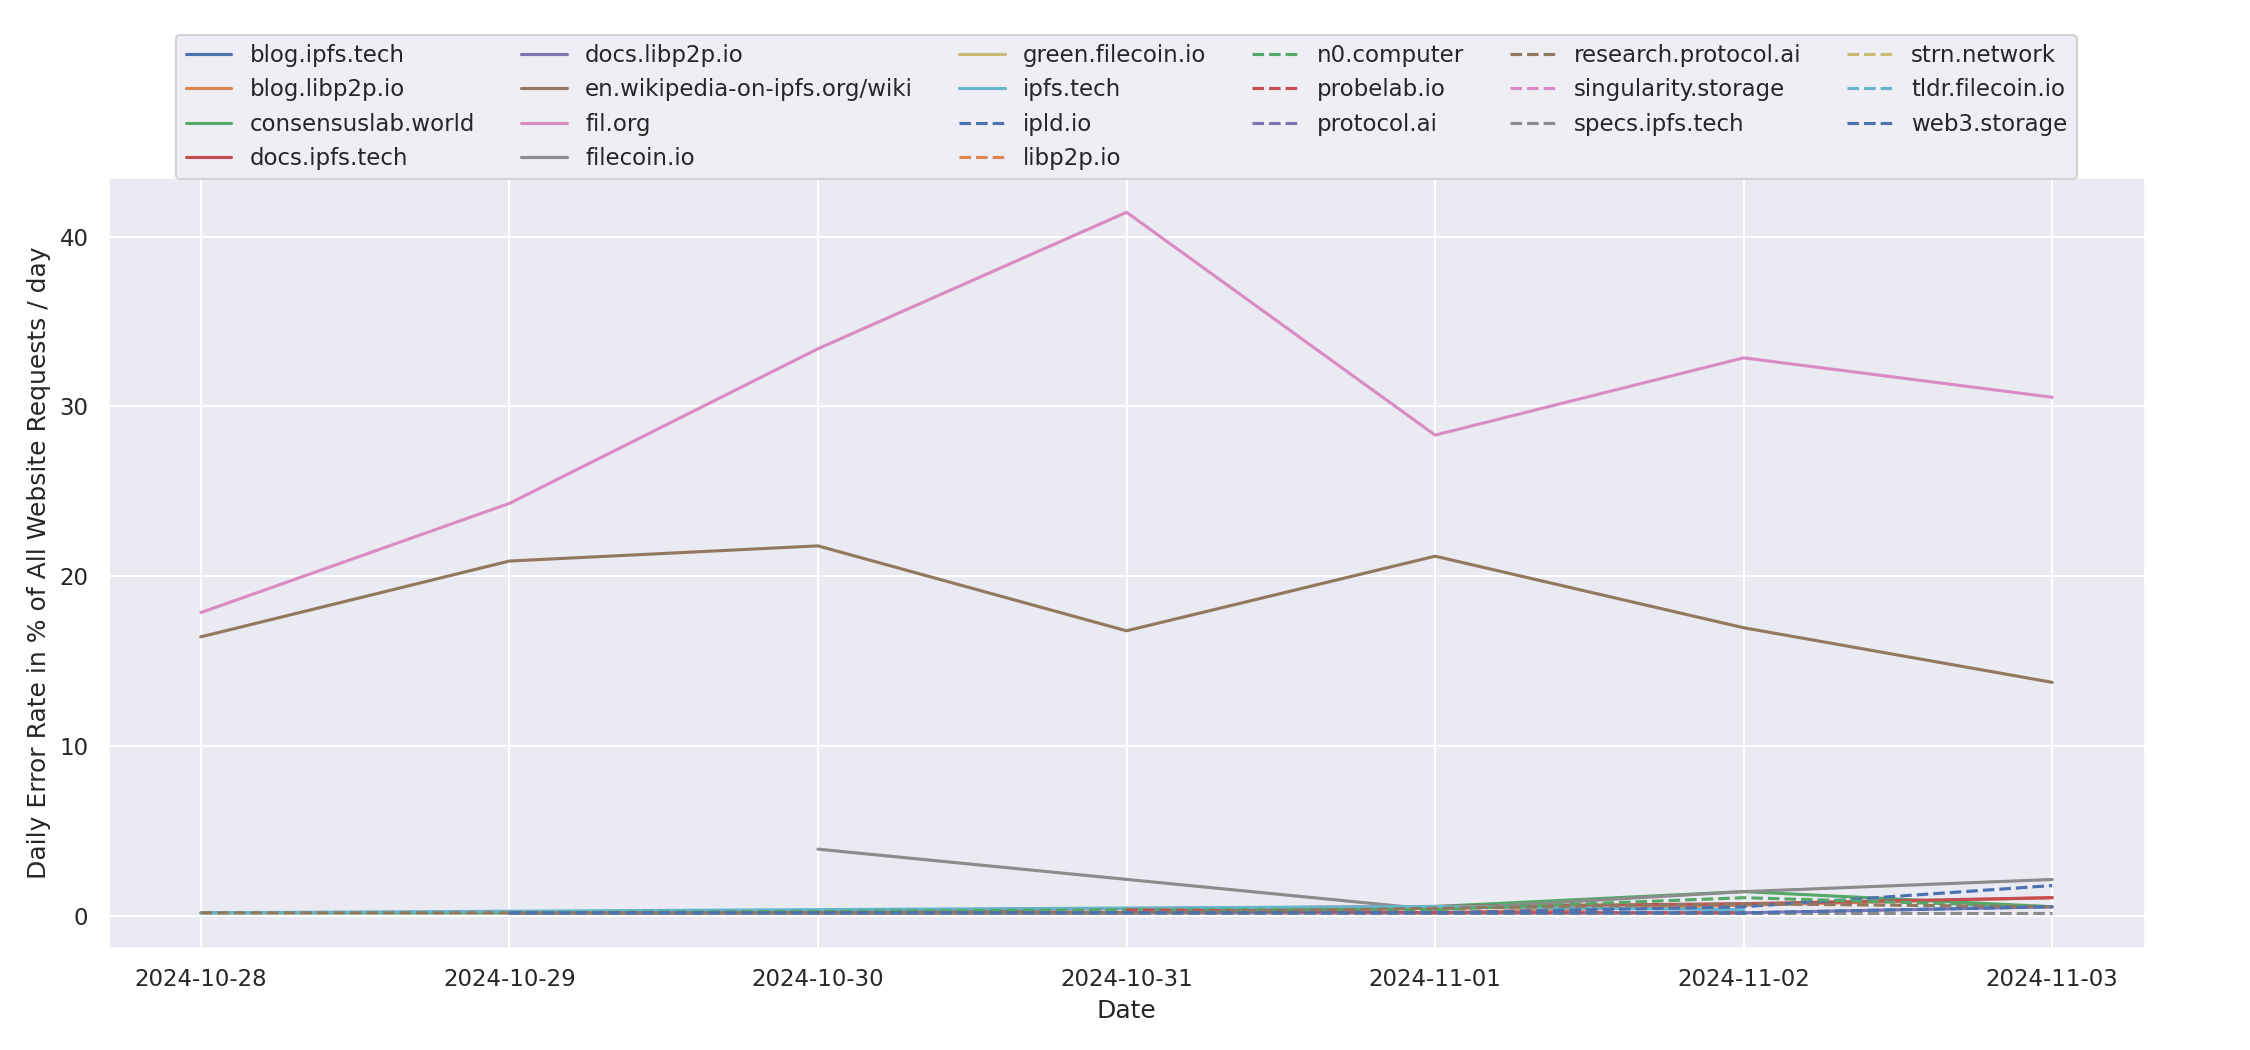 blog.ipfs.tech
blog.libp2p.io
consensuslab.world
docs.ipfs.tech
docs.libp2p.io
en.wikipedia-on-ipfs.org/wiki
fil.org
filecoin.io
green.filecoin.io
ipfs.tech
ipld.io
libp2p.io
n0.computer
probelab.io
protocol.ai
research.protocol.ai
singularity.storage
specs.ipfs.tech
strn.network
tldr.filecoin.io
web3.storage
Daily Error Rate in % of All Website Requests / day
40
30
20
10
0
2024-10-28
2024-10-29
2024-10-30
2024-10-31
2024-11-01
2024-11-02
2024-11-03
Date